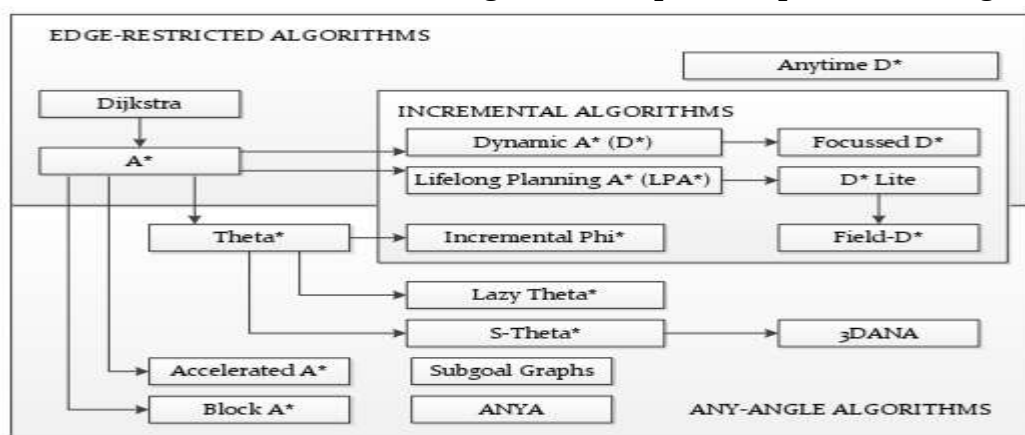 EDGE-RESTRICTED ALGORITHMS
Anytime D*
Dijkstra
INCREMENTAL ALGORITHMS
Dynamic A* (D*)
Focussed D*
A*
Lifelong Planning A* (LPA*)
D* Lite
Theta*
Incremental Phi*
Field-D*
Lazy Theta*
S-Theta*
3DANA
Accelerated A*
Subgoal Graphs
Block A*
ANYA
ANY-ANGLE ALGORITHMS